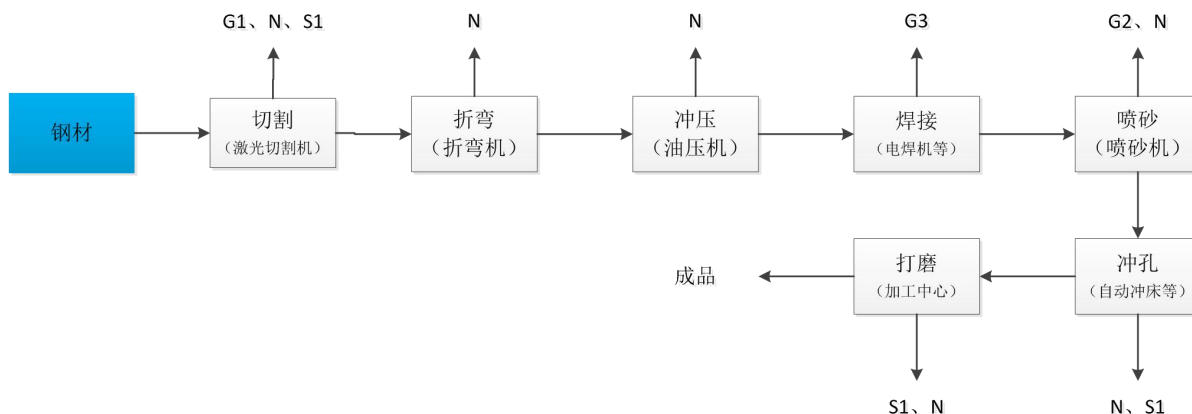 G1、N、S1
N
N
G3
G2、N
钢材
切割
（激光切割机）
折弯
（折弯机）
冲压
（油压机）
焊接
（电焊机等）
喷砂
（喷砂机）
成品
打磨
（加工中心）
冲孔
（自动冲床等）
S1、N
N、S1